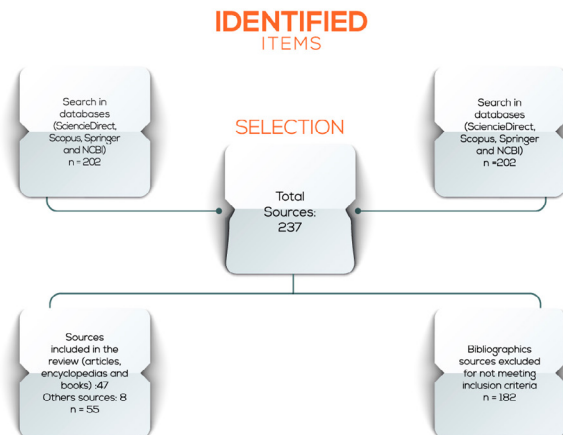 IDENTIFIED
ITEMS
Search in
databases
(SciencieDirect,
Scopus, Springer
and NCBI)
n = 202
Search in
databases
(SciencieDirect,
Scopus, Springer
and NCBI)
n =202
SELECTION
Total
Sources:
237
Sources
included in the
review (articles,
encyclopedias and
books) :47
Others sources: 8
n = 55
Bibliographics
sources excluded
for not meeting
inclusion criteria
n = 182